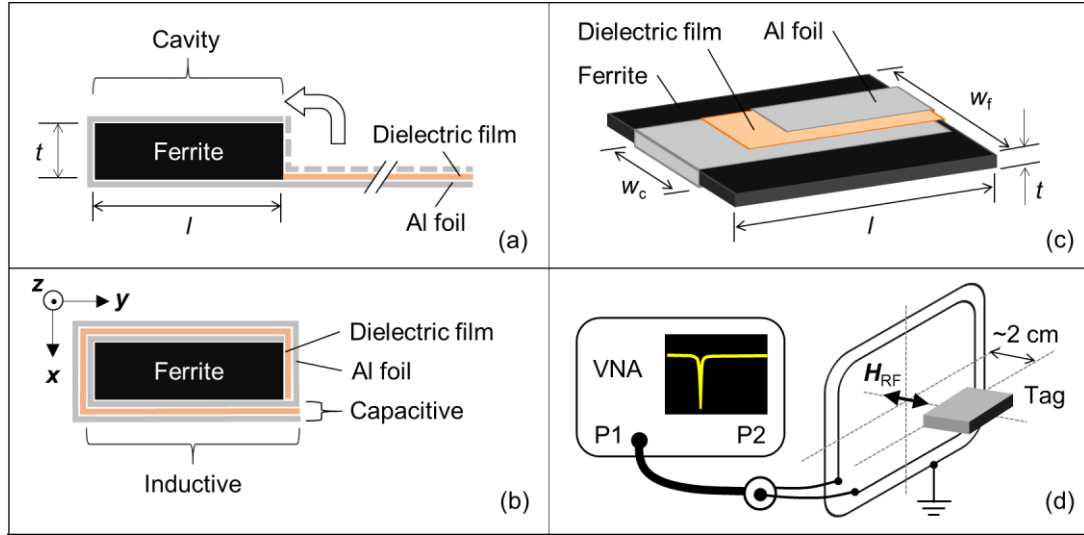 Cavity
t
Ferrite
Dielectric film
Al foil
l
(a)
z
y
x
Ferrite
Dielectric film
Al foil
Capacitive
Inductive
(b)
Dielectric film
Al foil
Ferrite
wf
wc
t
l
(c)
VNA
P1
P2
HRF
~2 cm
Tag
(d)